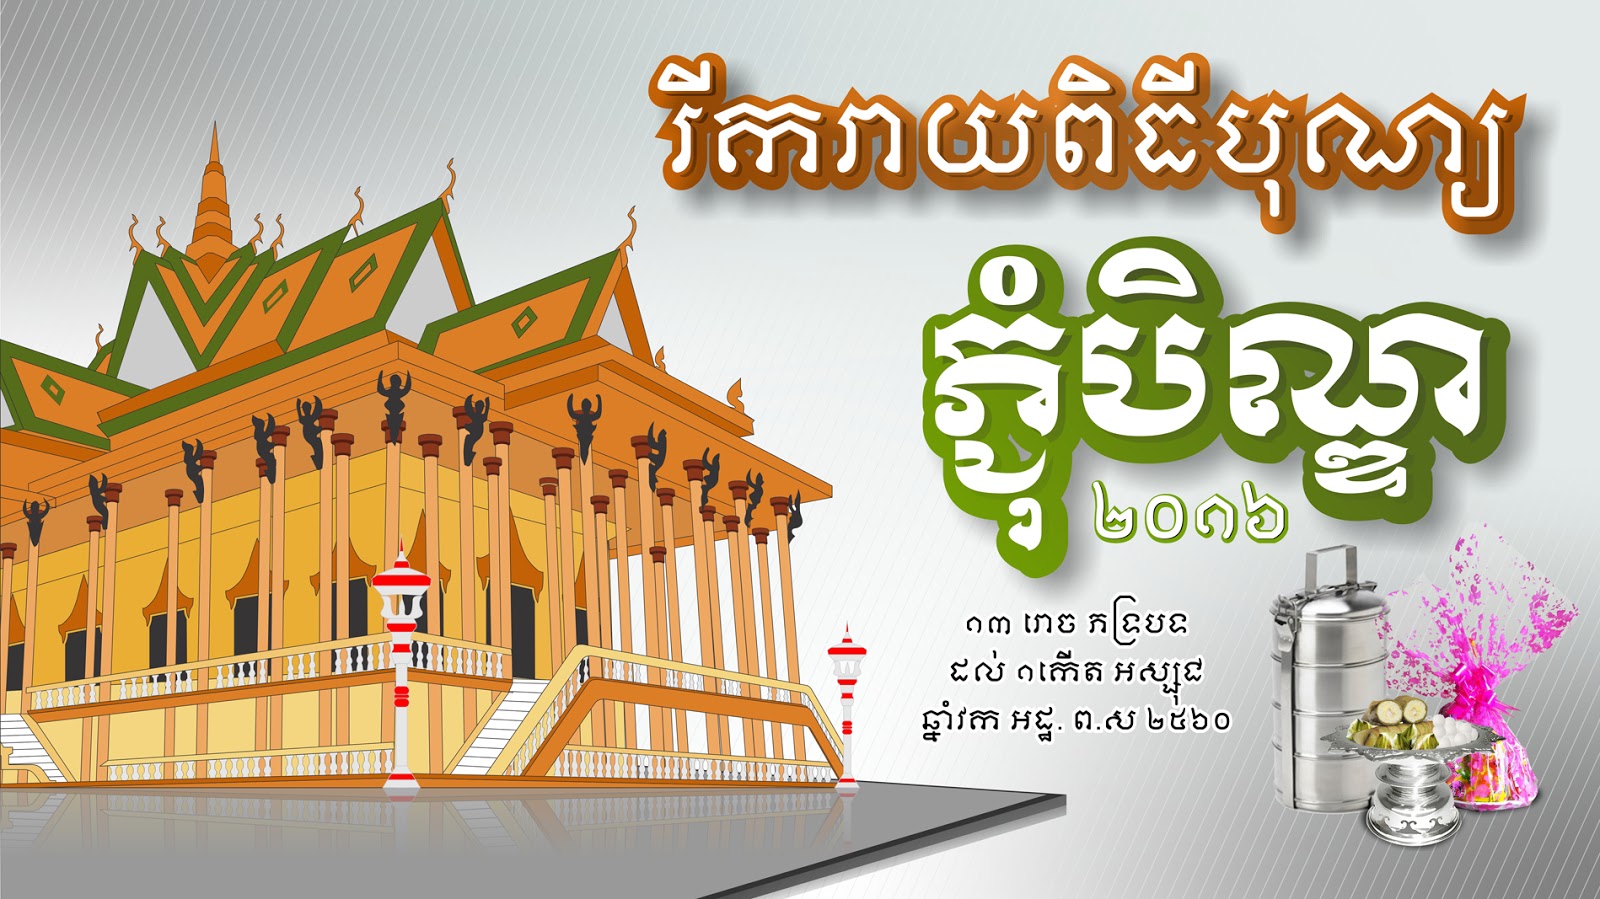 រីករាយពិធីបុណ្យ
ភ្ជុំបិណ្ឌ
២០១៦
១៣ រោច ភទ្របទ
ដល់ ១កើត អស្សុជ
ឆ្នាំវក អដ្ឋ. ព.ស ២៥៦០